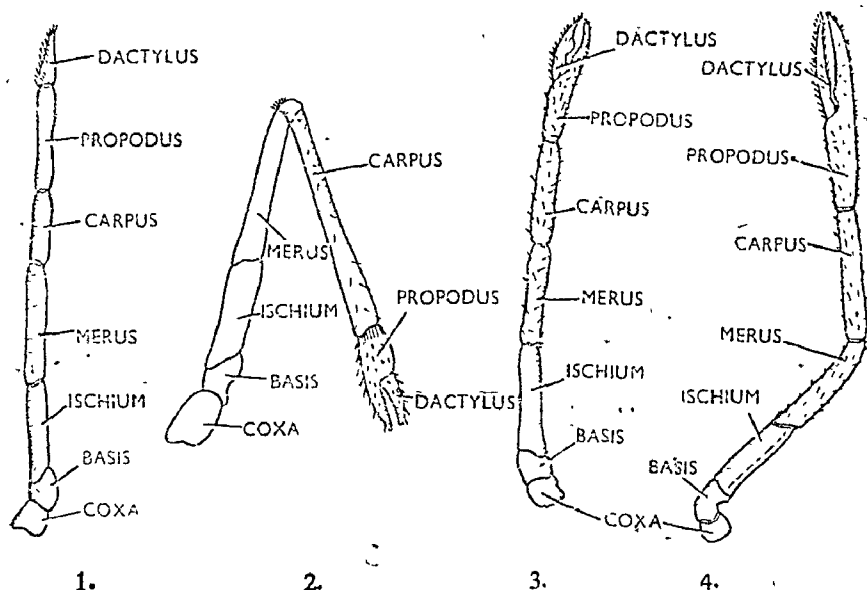 DACTYLUS
PROPODUS
CARPUS
MERUS
ISCHIUM
BASIS
COXA
1.
CARPUS
MERUS
ISCHIUM
PROPODUS
BASIS
DACTYLUS
COXA
2.
DACTYLUS
PROPODUS
CARPUS
MERUS
ISCHIUM
BASIS
COXA
3.
DACTYLUS
PROPODUS
CARPUS
MERUS
ISCHIUM
BASIS
4.